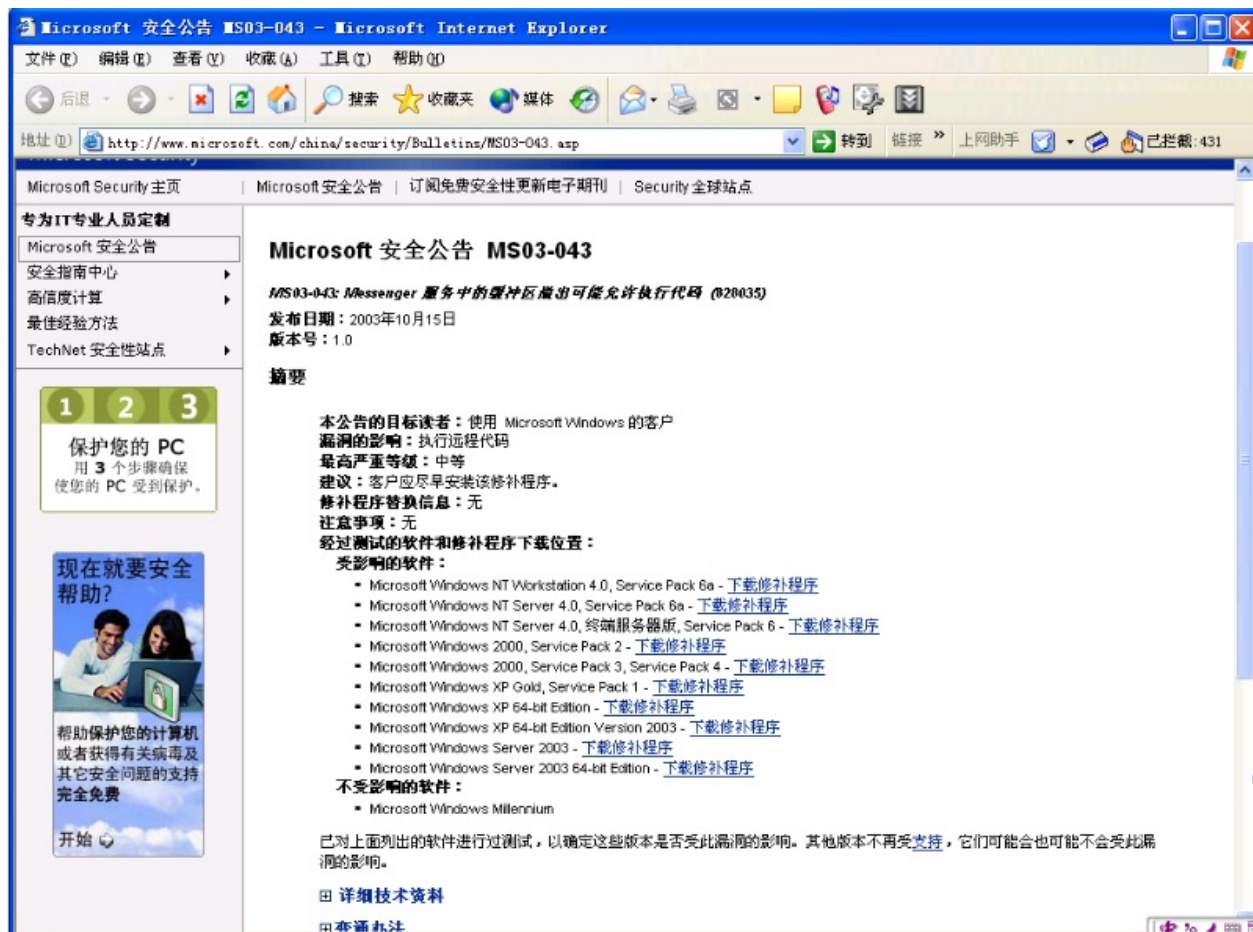 Microsoft 安全公告 MS03-043 - Microsoft Internet Explorer
文件(F) 编辑(E) 查看(V) 收藏(A) 工具(T) 帮助(H)
后退 搜索 收藏夹 媒体
地址(D) http://www.microsoft.com/china/security/Bulletins/MS03-043.asp 转到 链接 » 上网助手 已拦截:431
Microsoft Security 主页 | Microsoft 安全公告 | 订阅免费安全性更新电子期刊 | Security 全球站点
专为IT专业人员定制
Microsoft 安全公告
安全指南中心
高信度计算
最佳经验方法
TechNet 安全性站点
1 2 3
保护您的 PC
用 3 个步骤确保
使您的 PC 受到保护。
现在就要安全
帮助?
帮助保护您的计算机
或者获得有关病毒及
其它安全问题的支持
完全免费
开始
Microsoft 安全公告 MS03-043
MS03-043: Messenger 服务中的缓冲区溢出可能允许执行代码 (828035)
发布日期：2003年10月15日
版本号：1.0
摘要
本公告的目标读者：使用 Microsoft Windows 的客户
漏洞的影响：执行远程代码
最高严重等级：中等
建议：客户应尽早安装该修补程序。
修补程序替换信息：无
注意事项：无
经过测试的软件和修补程序下载位置：
受影响的软件：
▪ Microsoft Windows NT Workstation 4.0, Service Pack 6a - 下载修补程序
▪ Microsoft Windows NT Server 4.0, Service Pack 6a - 下载修补程序
▪ Microsoft Windows NT Server 4.0, 终端服务器版, Service Pack 6 - 下载修补程序
▪ Microsoft Windows 2000, Service Pack 2 - 下载修补程序
▪ Microsoft Windows 2000, Service Pack 3, Service Pack 4 - 下载修补程序
▪ Microsoft Windows XP Gold, Service Pack 1 - 下载修补程序
▪ Microsoft Windows XP 64-bit Edition - 下载修补程序
▪ Microsoft Windows XP 64-bit Edition Version 2003 - 下载修补程序
▪ Microsoft Windows Server 2003 - 下载修补程序
▪ Microsoft Windows Server 2003 64-bit Edition - 下载修补程序
不受影响的软件：
▪ Microsoft Windows Millennium
已对上面列出的软件进行过测试，以确定这些版本是否受此漏洞的影响。其他版本不再受支持，它们可能会也可能不会受此漏
洞的影响。
详细技术资料
变通办法